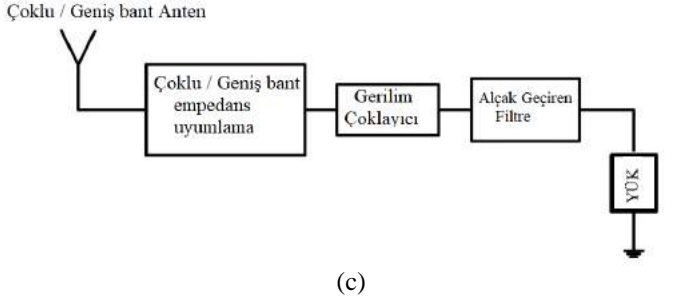 Çoklu / Geniş bant Anten
Çoklu / Geniş bant
empedans
uyumlama
Gerilim
Çoklayıcı
Alçak Geçiren
Filtre
YÜK
(c)